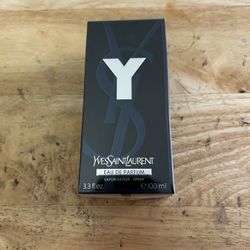 Y
YVESSAINTLAURENT
EAU DE PARFUM
VAPORISATEUR - SPRAY
3.3 fl oz. ℮ 100 ml